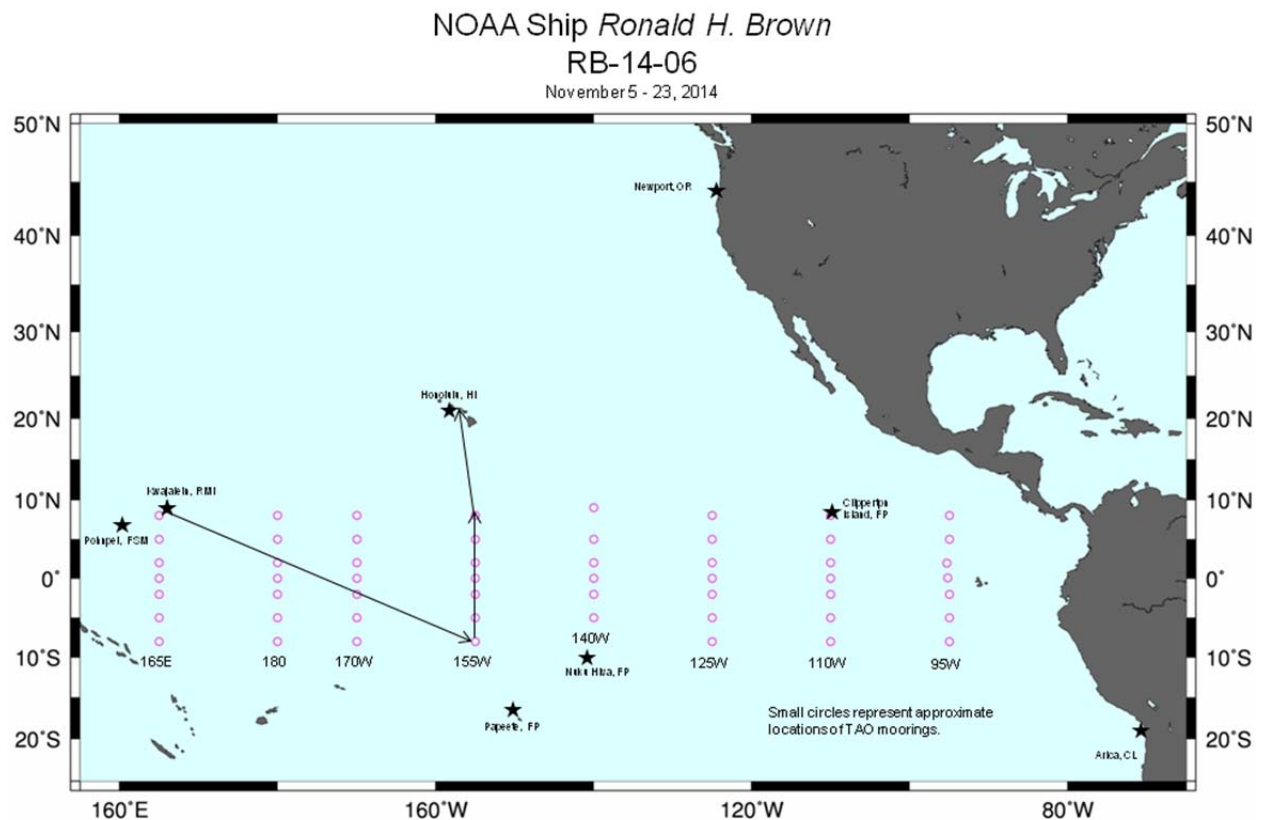 NOAA Ship Ronald H. Brown
RB-14-06
November 5 - 23, 2014
50°N 50°N
Newport, OR
40°N 40°N
30°N 30°N
Honolulu, HI
20°N 20°N
10°N 10°N
Kwajalein, RMI
Clipperton
Island, FP
Pohnpei, FSM
0° 0°
140W
10°S 165E 180 170W 155W 125W 110W 95W 10°S
Nuku Hiva, FP
Small circles represent approximate
locations of TAO moorings.
Papeete, FP
20°S 20°S
Arica, CL
160°E 160°W 120°W 80°W